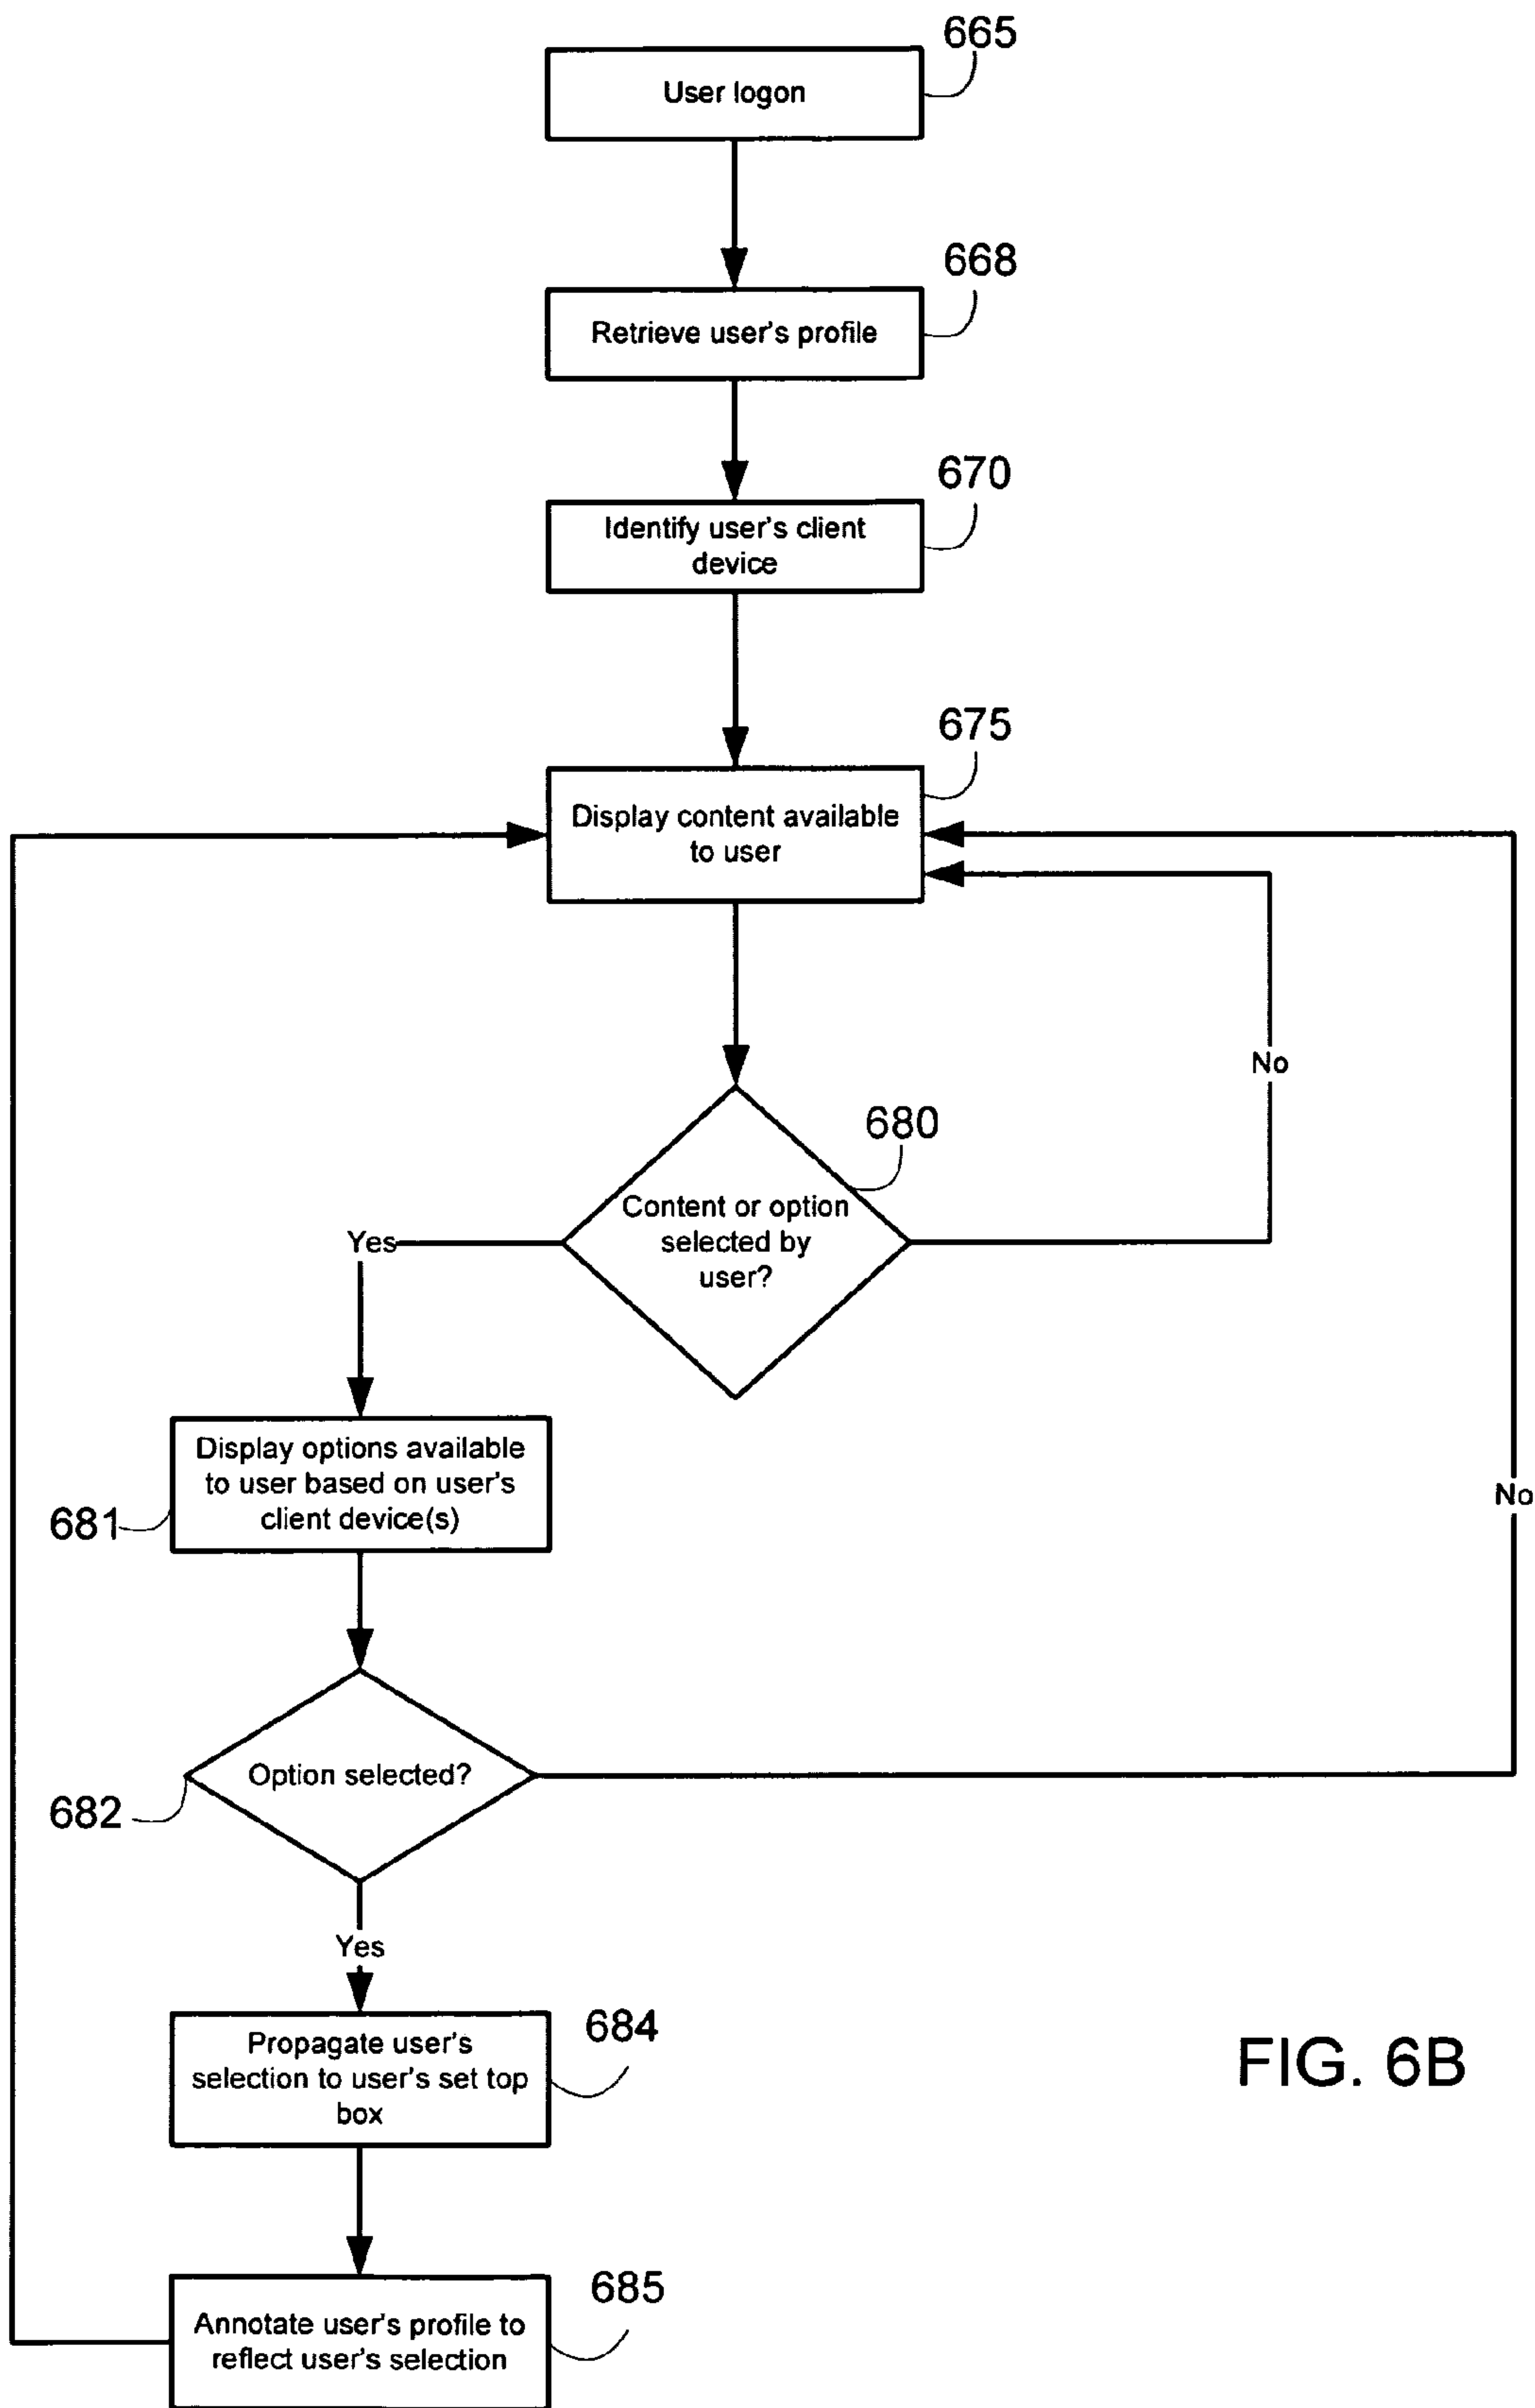 665
User logon
668
Retrieve user's profile
670
Identify user's client
device
675
Display content available
to user
No
680
Content or option
selected by
user?
Yes
Display options available
to user based on user's
client device(s)
681
No
Option selected?
682
Yes
684
Propagate user's
selection to user's set top
box
FIG. 6B
685
Annotate user's profile to
reflect user's selection